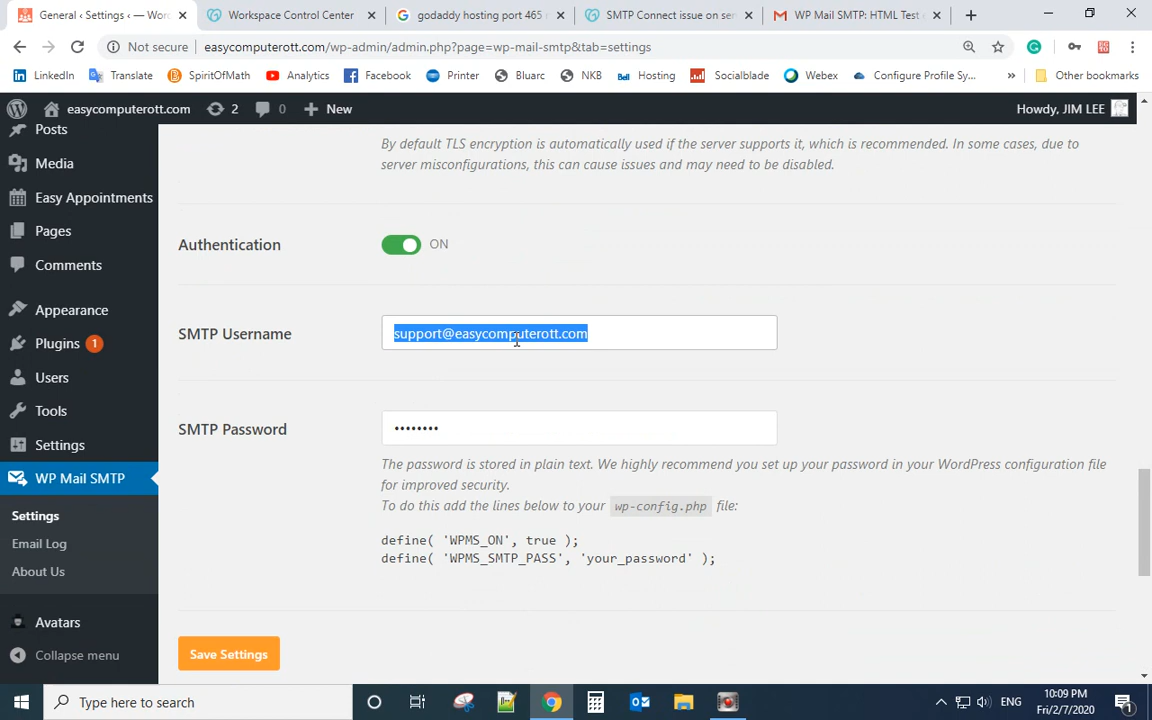 General ‹ Settings ‹ — Wor
Workspace Control Center
godaddy hosting port 465
SMTP Connect issue on ser
WP Mail SMTP: HTML Test e
Not secure
easycomputerott.com/wp-admin/admin.php?page=wp-mail-smtp&tab=settings
LinkedIn
Translate
SpiritOfMath
Analytics
Facebook
Printer
Bluarc
NKB
Bell Hosting
Socialblade
Webex
Configure Profile Sy...
»
Other bookmarks
easycomputerott.com
2
0
New
Howdy, JIM LEE
Posts
Media
Easy Appointments
Pages
Comments
Appearance
Plugins 1
Users
Tools
Settings
WP Mail SMTP
Settings
Email Log
About Us
Avatars
Collapse menu
By default TLS encryption is automatically used if the server supports it, which is recommended. In some cases, due to
server misconfigurations, this can cause issues and may need to be disabled.
Authentication
ON
SMTP Username
support@easycomputerott.com
SMTP Password
••••••••
The password is stored in plain text. We highly recommend you set up your password in your WordPress configuration file
for improved security.
To do this add the lines below to your wp-config.php file:
define( 'WPMS_ON', true );
define( 'WPMS_SMTP_PASS', 'your_password' );
Save Settings
Type here to search
ENG
10:09 PM
Fri/2/7/2020
1